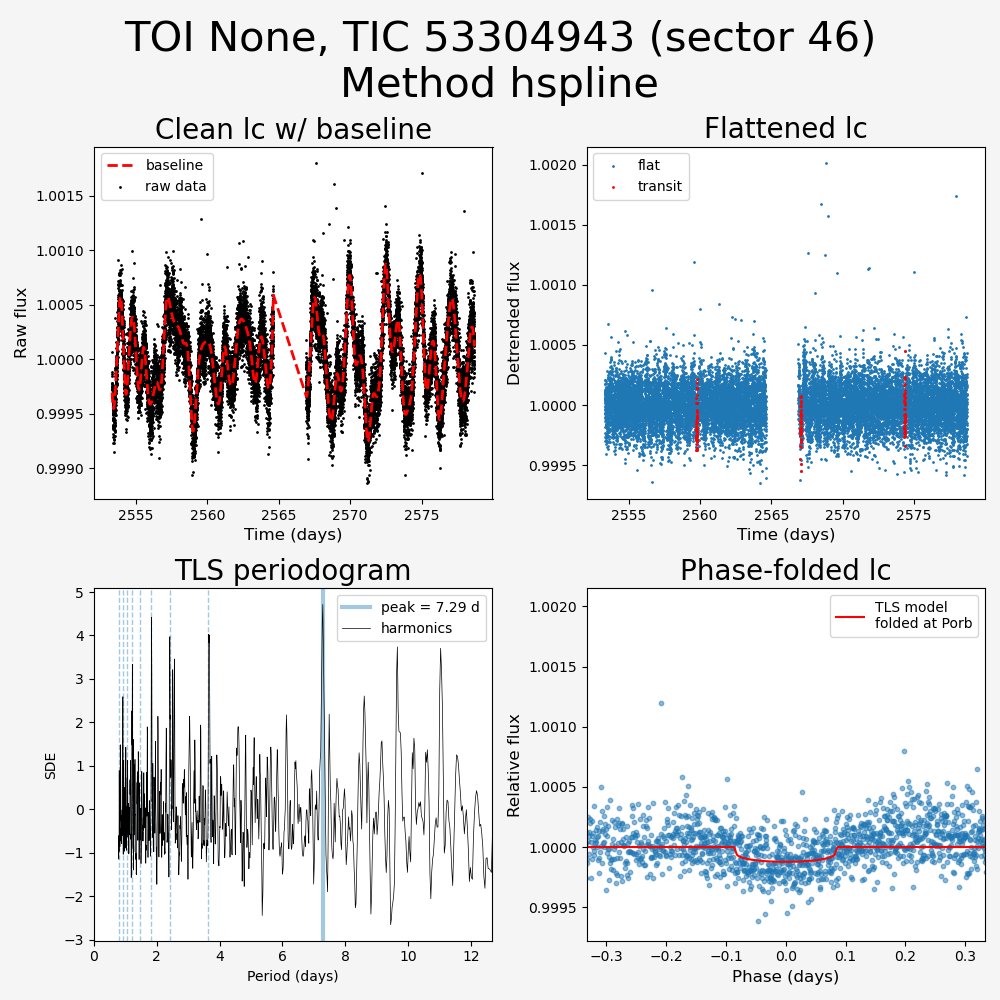 TOI None, TIC 53304943 (sector 46)
Method hspline
Clean lc w/ baseline
baseline
raw data
Raw flux
1.0015
1.0010
1.0005
1.0000
0.9995
0.9990
2555 2560 2565 2570 2575
Time (days)
Flattened lc
flat
transit
Detrended flux
1.0020
1.0015
1.0010
1.0005
1.0000
0.9995
2555 2560 2565 2570 2575
Time (days)
TLS periodogram
peak = 7.29 d
harmonics
SDE
5
4
3
2
1
0
−1
−2
−3
0 2 4 6 8 10 12
Period (days)
Phase-folded lc
TLS model
folded at Porb
Relative flux
1.0020
1.0015
1.0010
1.0005
1.0000
0.9995
−0.3 −0.2 −0.1 0.0 0.1 0.2 0.3
Phase (days)